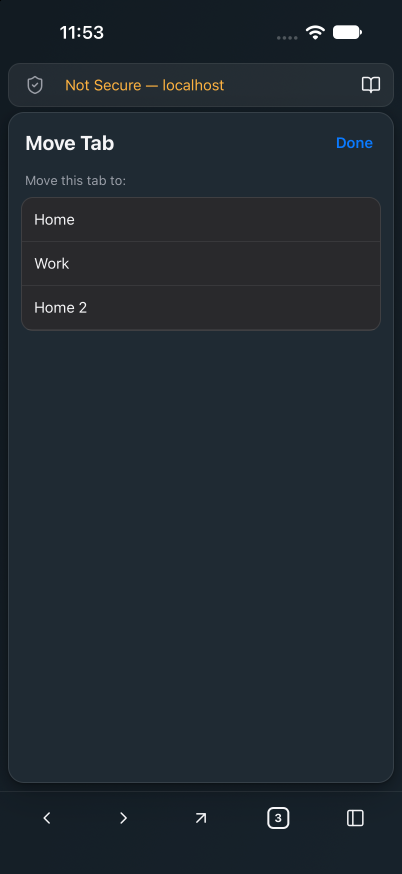 11:53
Not Secure — localhost
Move Tab
Done
Move this tab to:
Home
Work
Home 2
3